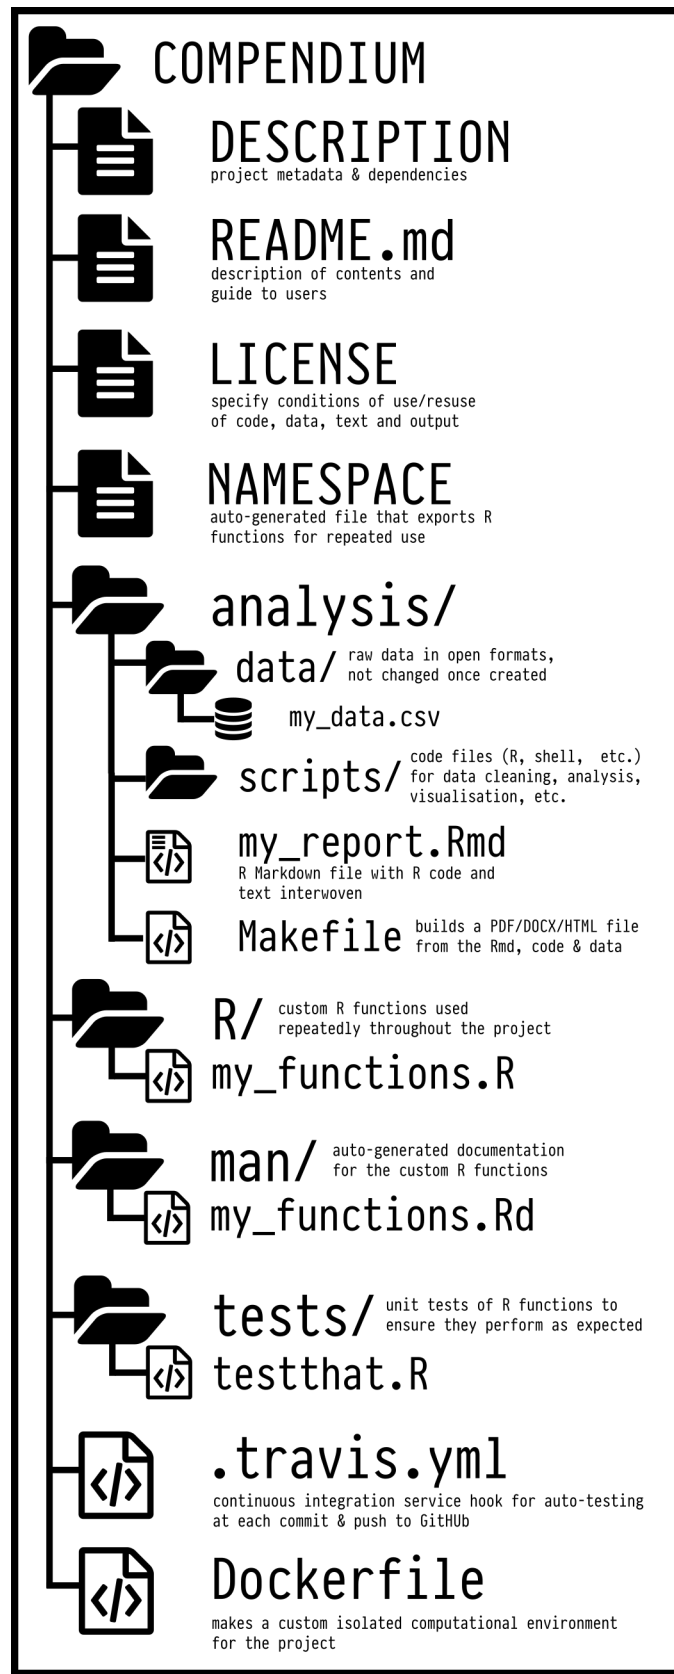 COMPENDIUM
DESCRIPTION
project metadata & dependencies
README.md
description of contents and
guide to users
LICENSE
specify conditions of use/resuse
of code, data, text and output
NAMESPACE
auto-generated file that exports R
functions for repeated use
analysis/
data/ raw data in open formats,
not changed once created
my_data.csv
scripts/ code files (R, shell, etc.)
for data cleaning, analysis,
visualisation, etc.
my_report.Rmd
R Markdown file with R code and
text interwoven
Makefile builds a PDF/DOCX/HTML file
from the Rmd, code & data
R/ custom R functions used
repeatedly throughout the project
my_functions.R
man/ auto-generated documentation
for the custom R functions
my_functions.Rd
tests/ unit tests of R functions to
ensure they perform as expected
testthat.R
.travis.yml
continuous integration service hook for auto-testing
at each commit & push to GitHUb
Dockerfile
makes a custom isolated computational environment
for the project